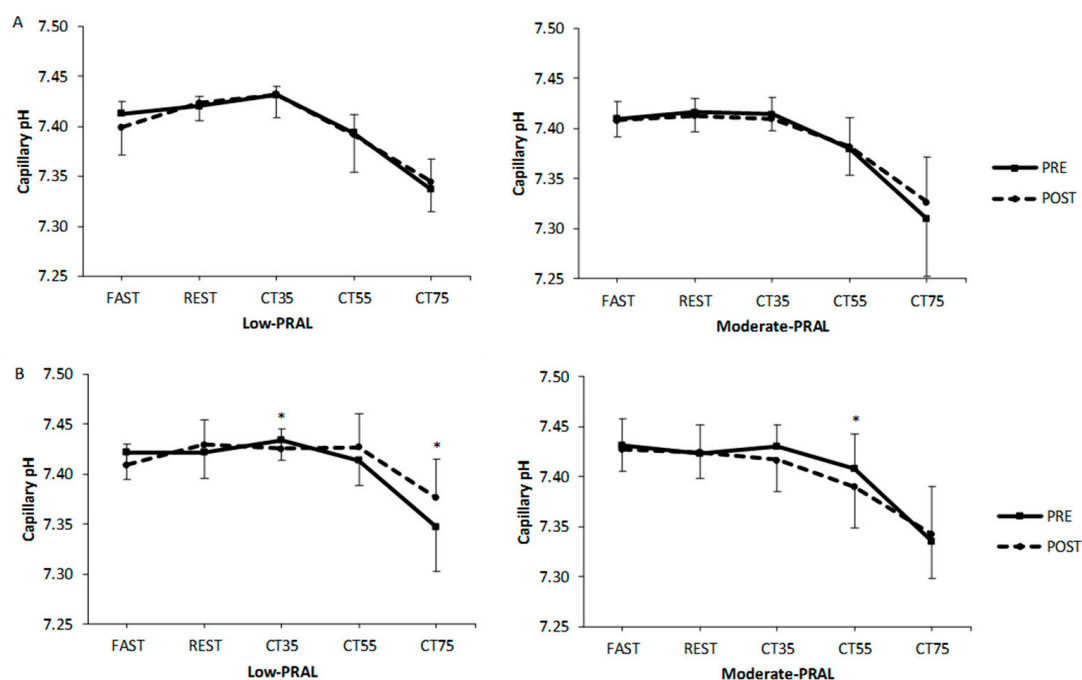 A
7.50
7.45
7.40
7.35
7.30
7.25
Capillary pH
FAST REST CT35 CT55 CT75
Low-PRAL
7.50
7.45
7.40
7.35
7.30
7.25
Capillary pH
FAST REST CT35 CT55 CT75
Moderate-PRAL
PRE
POST
B
7.50
7.45
7.40
7.35
7.30
7.25
Capillary pH
*
*
FAST REST CT35 CT55 CT75
Low-PRAL
7.50
7.45
7.40
7.35
7.30
7.25
Capillary pH
*
FAST REST CT35 CT55 CT75
Moderate-PRAL
PRE
POST